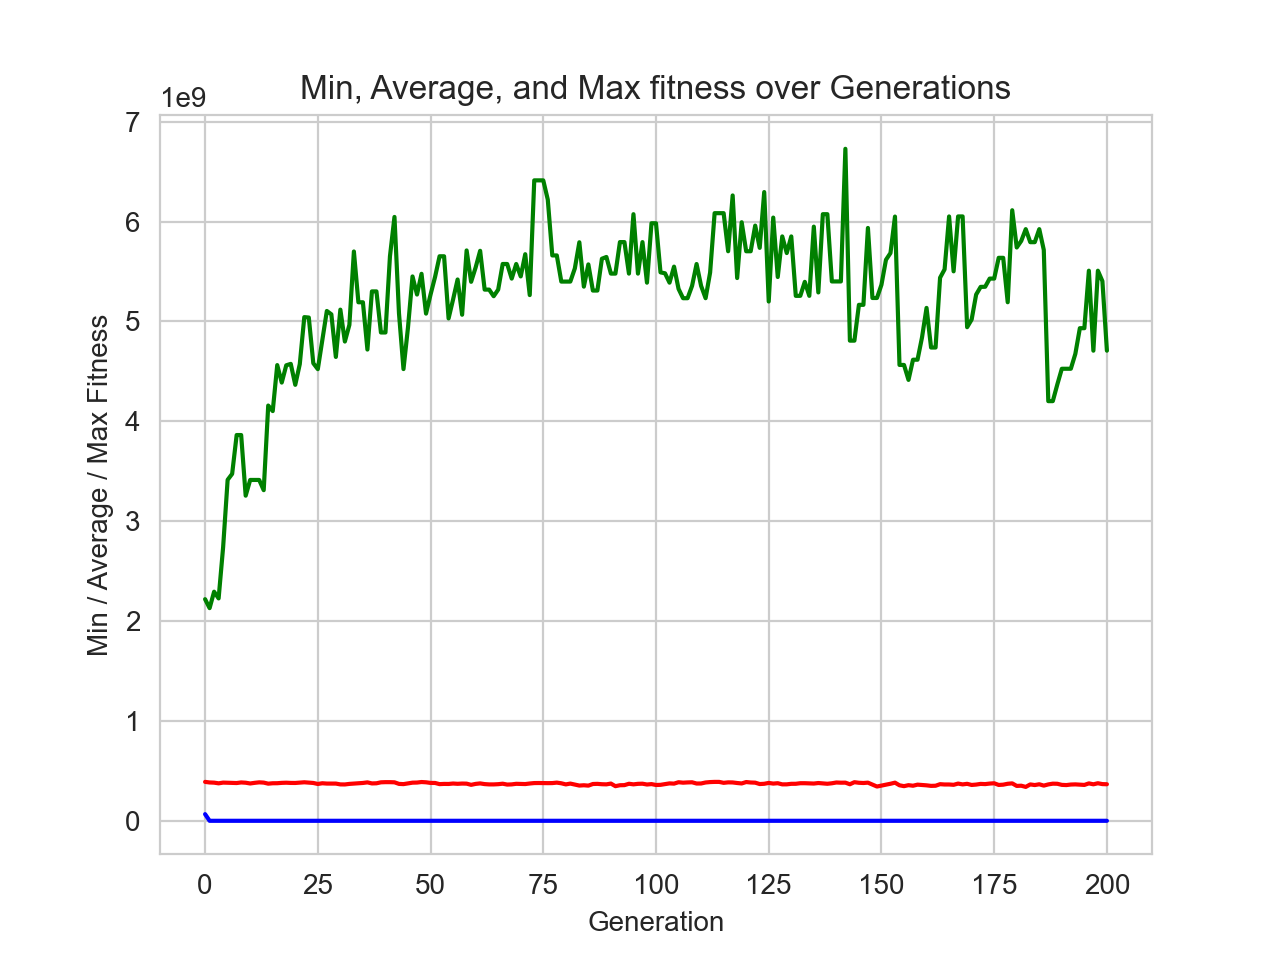 Min, Average, and Max fitness over Generations
1e9
7
6
5
4
3
2
1
0
Min / Average / Max Fitness
0 25 50 75 100 125 150 175 200
Generation